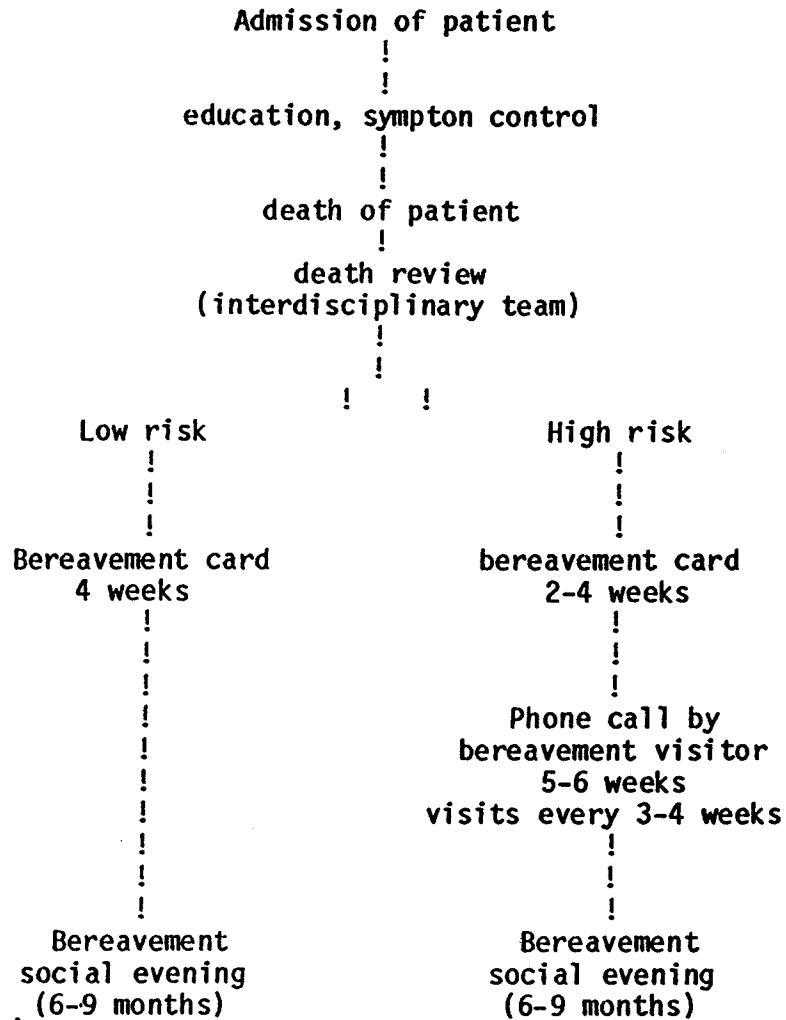 Admission of patient
!
!
education, sympton control
!
!
death of patient
!
death review
(interdisciplinary team)
!
!
! !
Low risk
!
!
!
Bereavement card
4 weeks
!
!
!
!
!
!
!
!
!
!
Bereavement
social evening
(6-9 months)
High risk
!
!
!
bereavement card
2-4 weeks
!
!
!
Phone call by
bereavement visitor
5-6 weeks
visits every 3-4 weeks
!
!
!
Bereavement
social evening
(6-9 months)